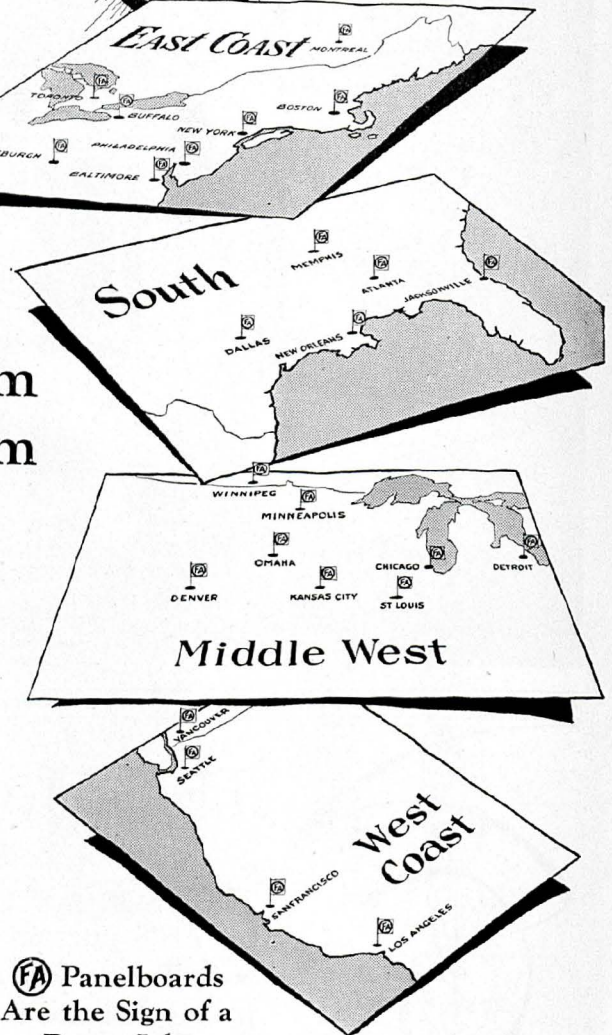 EAST COAST
MONTREAL
TORONTO
BUFFALO
BOSTON
NEW YORK
PHILADELPHIA
BURGH
BALTIMORE
South
MEMPHIS
ATLANTA
JACKSONVILLE
DALLAS
NEW ORLEANS
m
m
WINNIPEG
MINNEAPOLIS
OMAHA
CHICAGO
DETROIT
DENVER
KANSAS CITY
ST LOUIS
Middle West
VANCOUVER
SEATTLE
West
Coast
SAN FRANCISCO
LOS ANGELES
FA Panelboards
Are the Sign of a